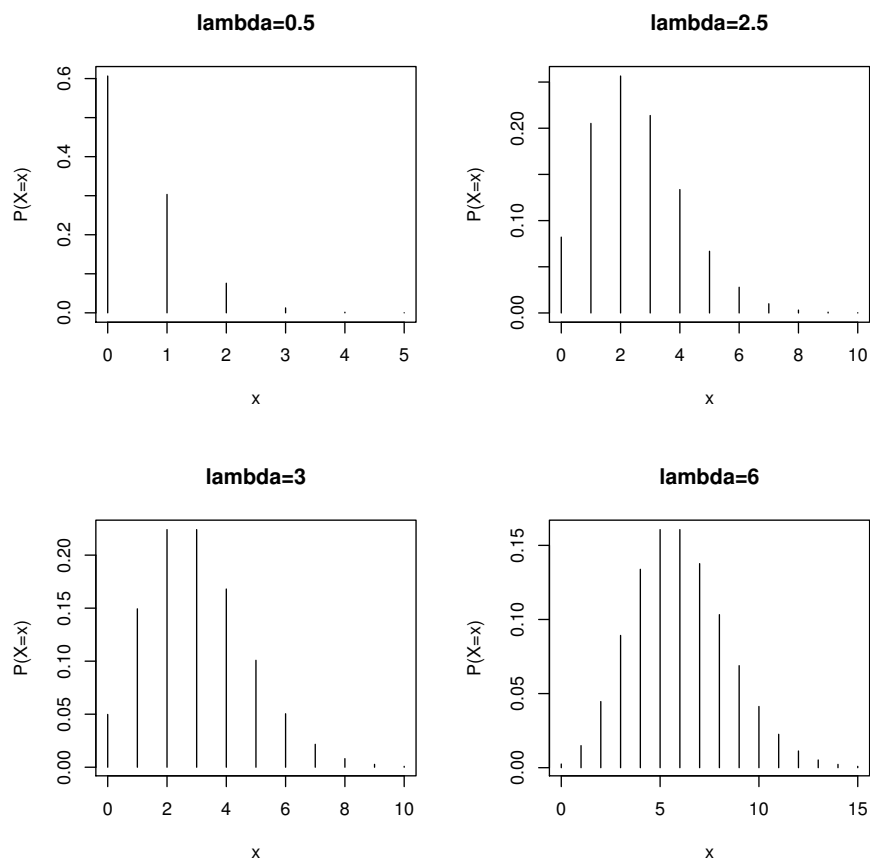 lambda=0.5
P(X=x)
0.0 0.2 0.4 0.6
0 1 2 3 4 5
x
lambda=2.5
P(X=x)
0.00 0.10 0.20
0 2 4 6 8 10
x
lambda=3
P(X=x)
0.00 0.05 0.10 0.15 0.20
0 2 4 6 8 10
x
lambda=6
P(X=x)
0.00 0.05 0.10 0.15
0 5 10 15
x